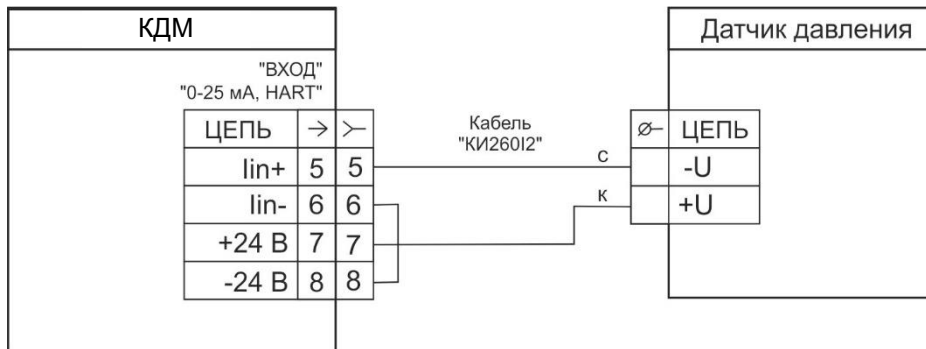 КДМ
Датчик давления
"ВХОД"
"0-25 мА, HART"
ЦЕПЬ
Iin+ 5 5
Iin- 6 6
+24 В 7 7
-24 В 8 8
Кабель
"КИ260I2"
с
к
ЦЕПЬ
-U
+U